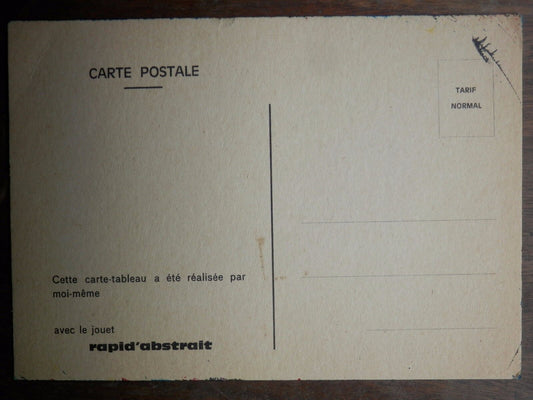 CARTE POSTALE
TARIF
NORMAL
Cette carte-tableau a été réalisée par
moi-même
avec le jouet
rapid'abstrait